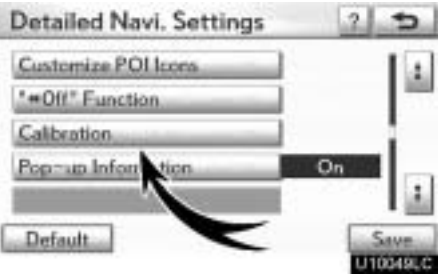 Detailed Navi. Settings ?
Customize POI Icons
"⇚Off" Function
Calibration
Pop-up Information On
Default Save
U10049LC